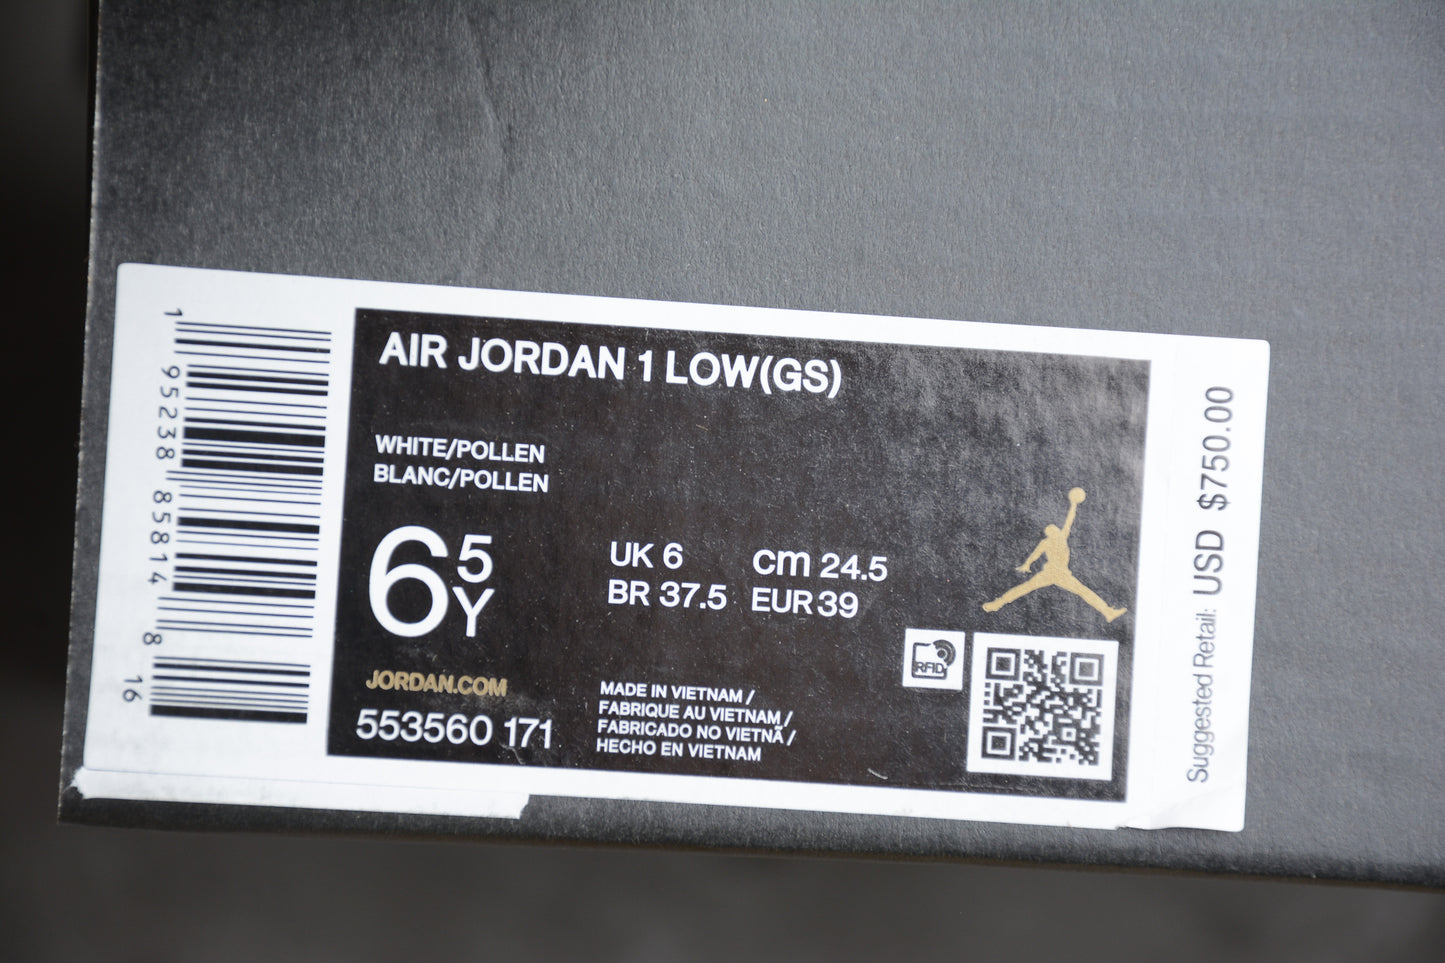 AIR JORDAN 1 LOW(GS)
WHITE/POLLEN
BLANC/POLLEN
6 5 Y
UK 6 cm 24.5
BR 37.5 EUR 39
JORDAN.COM
553560 171
MADE IN VIETNAM /
FABRIQUE AU VIETNAM /
FABRICADO NO VIETNÃ /
HECHO EN VIETNAM
RFID
1 95238 85814 8
16
Suggested Retail: USD $750.00